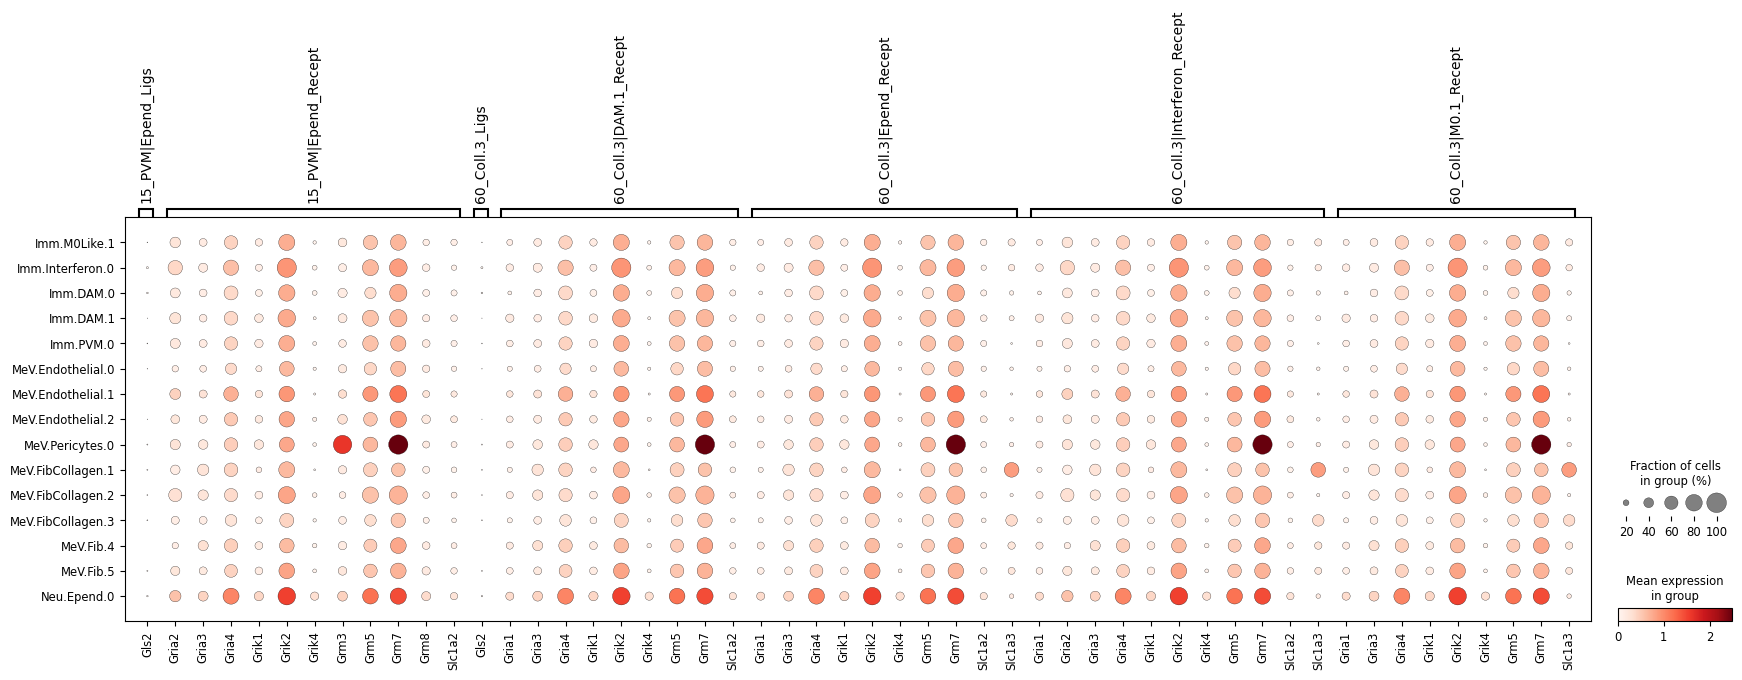 15_PVM|Epend_Ligs
15_PVM|Epend_Recept
60_Coll.3_Ligs
60_Coll.3|DAM.1_Recept
60_Coll.3|Epend_Recept
60_Coll.3|Interferon_Recept
60_Coll.3|M0.1_Recept
Imm.M0Like.1
Imm.Interferon.0
Imm.DAM.0
Imm.DAM.1
Imm.PVM.0
MeV.Endothelial.0
MeV.Endothelial.1
MeV.Endothelial.2
MeV.Pericytes.0
MeV.FibCollagen.1
MeV.FibCollagen.2
MeV.FibCollagen.3
MeV.Fib.4
MeV.Fib.5
Neu.Epend.0
Gls2
Gria2
Gria3
Gria4
Grik1
Grik2
Grik4
Grm3
Grm5
Grm7
Grm8
Slc1a2
Gls2
Gria1
Gria3
Gria4
Grik1
Grik2
Grik4
Grm5
Grm7
Slc1a2
Gria1
Gria3
Gria4
Grik1
Grik2
Grik4
Grm5
Grm7
Slc1a2
Slc1a3
Gria1
Gria2
Gria3
Gria4
Grik1
Grik2
Grik4
Grm5
Grm7
Slc1a2
Slc1a3
Gria1
Gria3
Gria4
Grik1
Grik2
Grik4
Grm5
Grm7
Slc1a3
Fraction of cells
in group (%)
20 40 60 80 100
Mean expression
in group
0 1 2